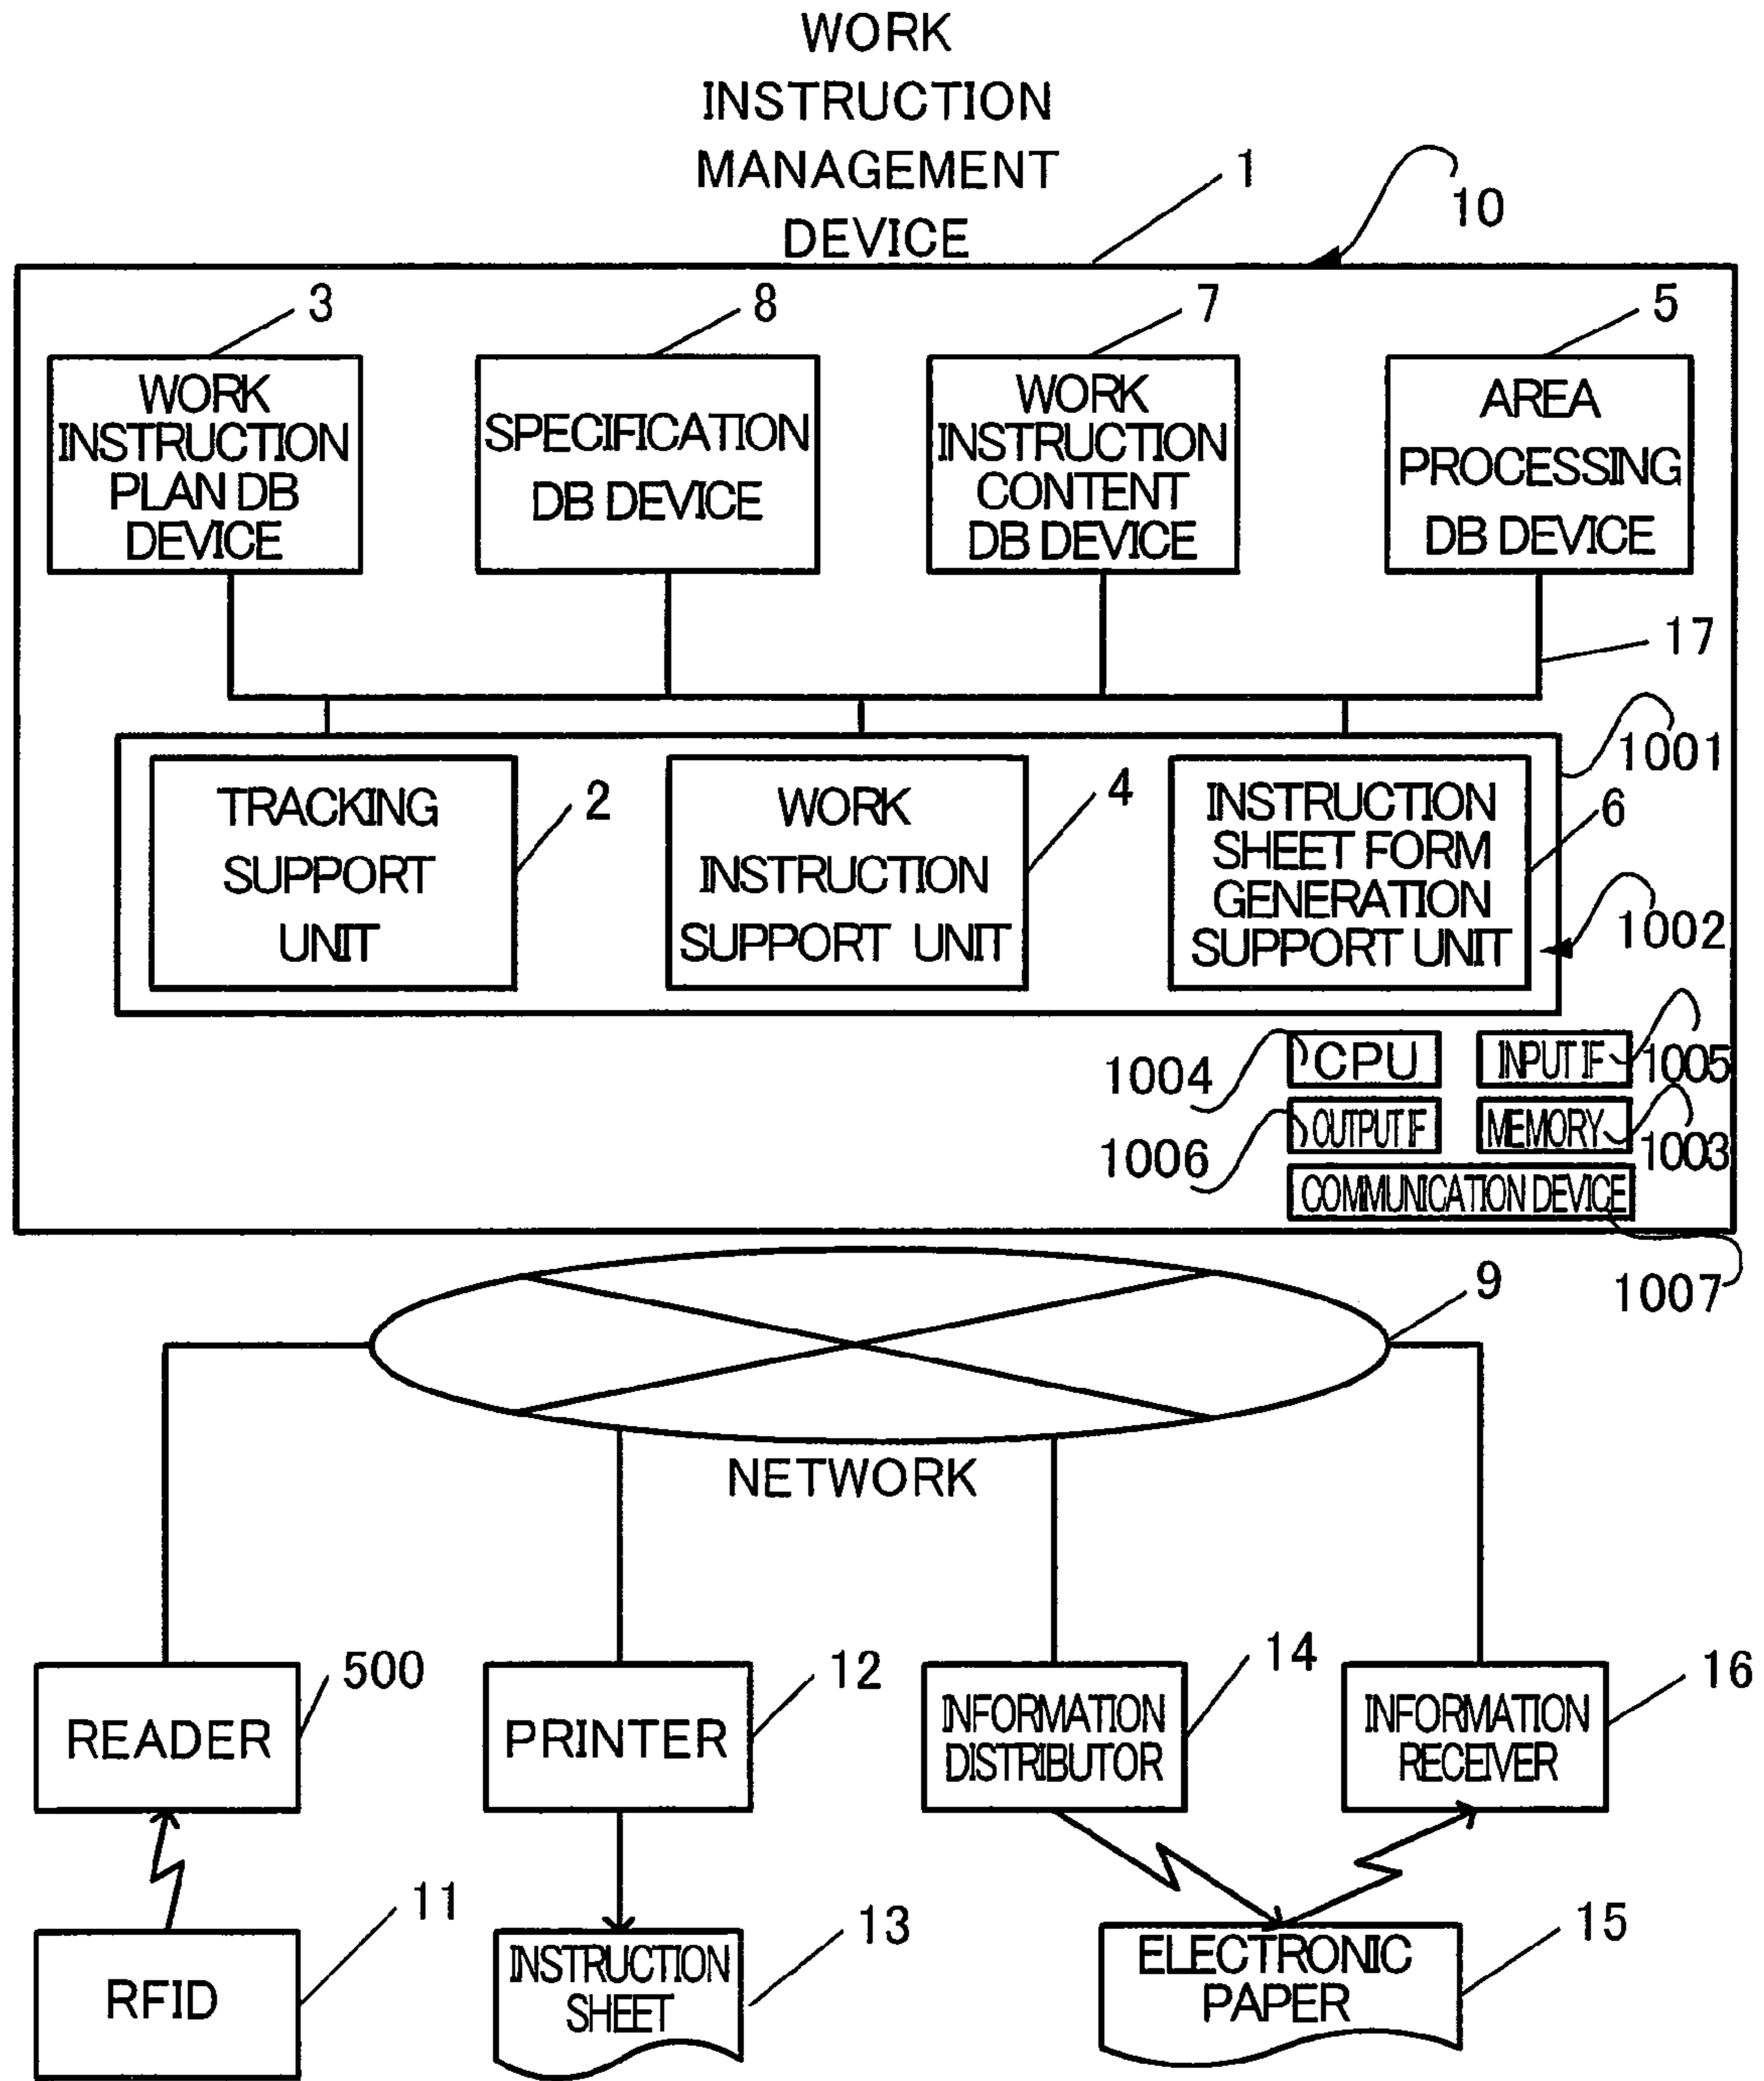 WORK
INSTRUCTION
MANAGEMENT
DEVICE
1
10
3
8
7
5
WORK
INSTRUCTION
PLAN DB
DEVICE
SPECIFICATION
DB DEVICE
WORK
INSTRUCTION
CONTENT
DB DEVICE
AREA
PROCESSING
DB DEVICE
17
1001
TRACKING
SUPPORT
UNIT
2
WORK
INSTRUCTION
SUPPORT UNIT
4
INSTRUCTION
SHEET FORM
GENERATION
SUPPORT UNIT
6
1002
1004
CPU
INPUT IF
1005
1006
OUTPUT IF
MEMORY
1003
COMMUNICATION DEVICE
1007
9
NETWORK
READER
500
PRINTER
12
INFORMATION
DISTRIBUTOR
14
INFORMATION
RECEIVER
16
RFID
11
INSTRUCTION
SHEET
13
ELECTRONIC
PAPER
15